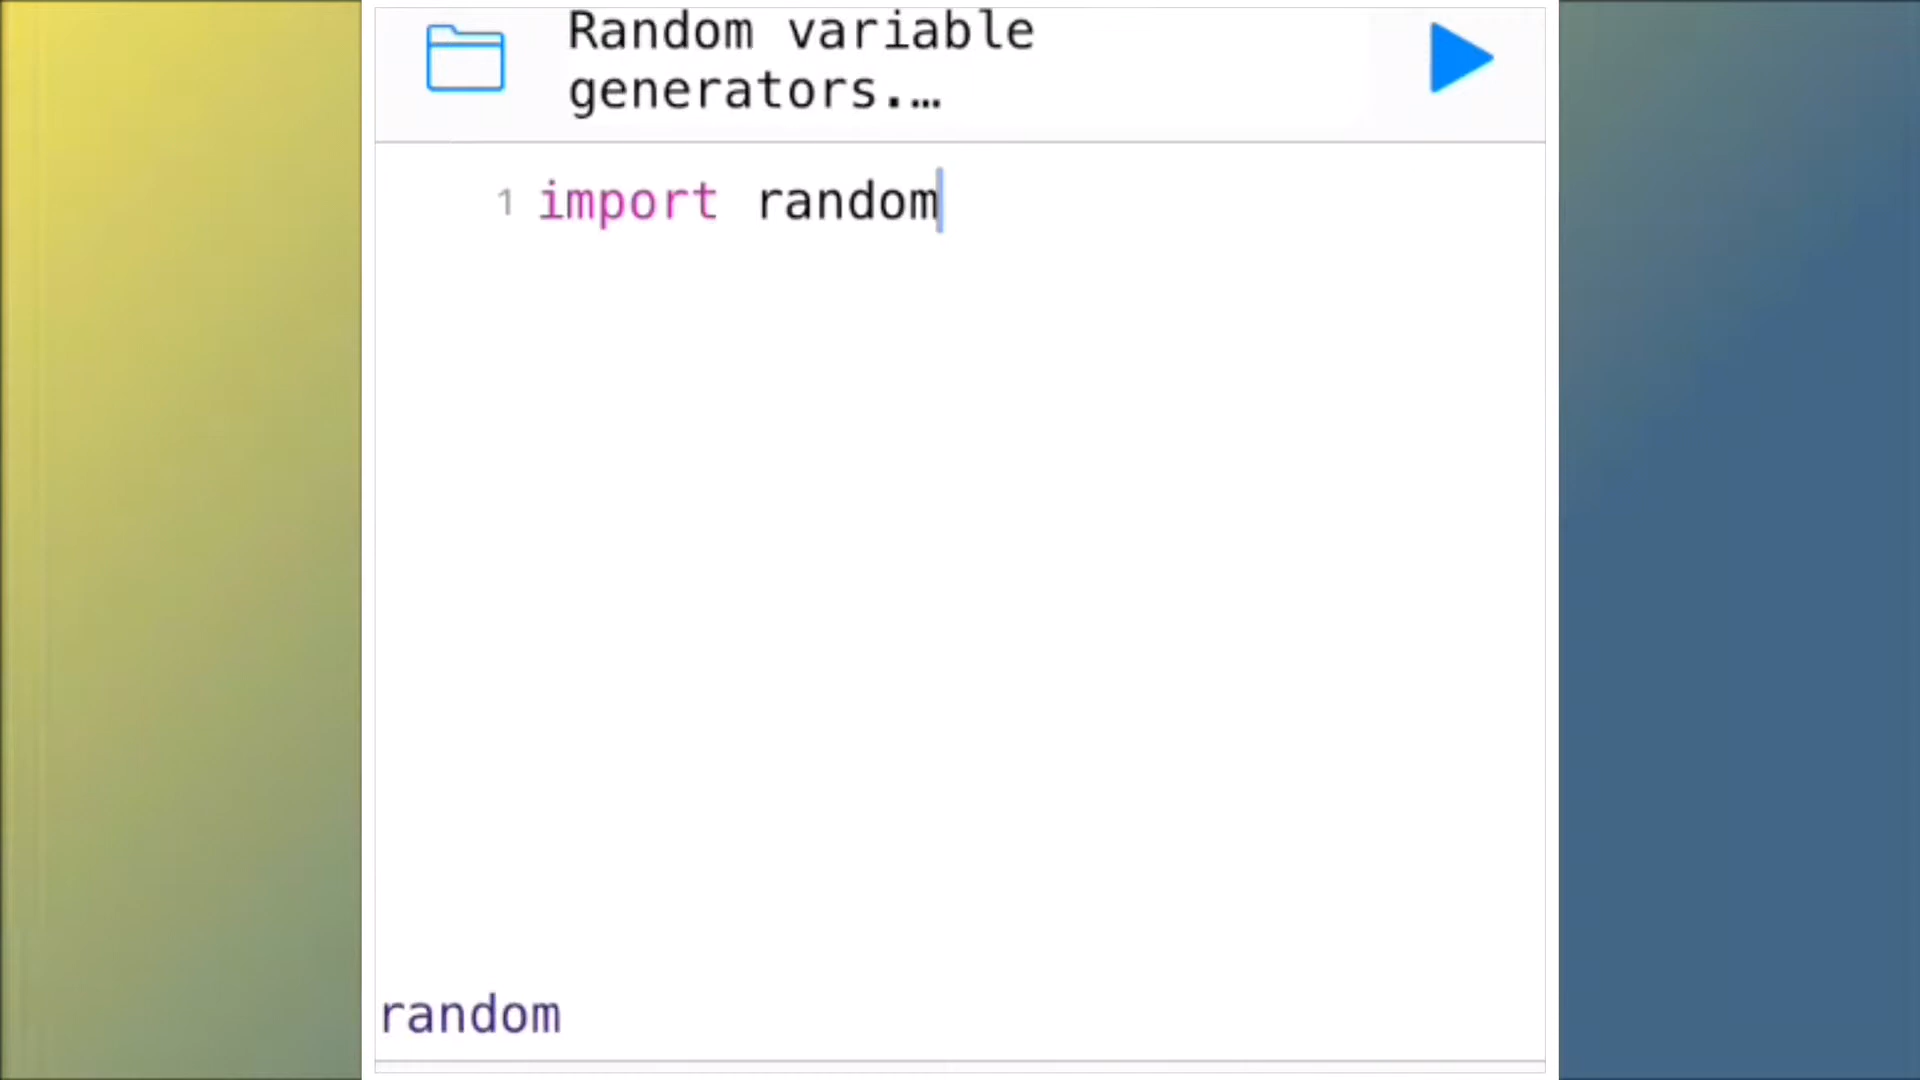 Random variable
generators.…
1 import random
random